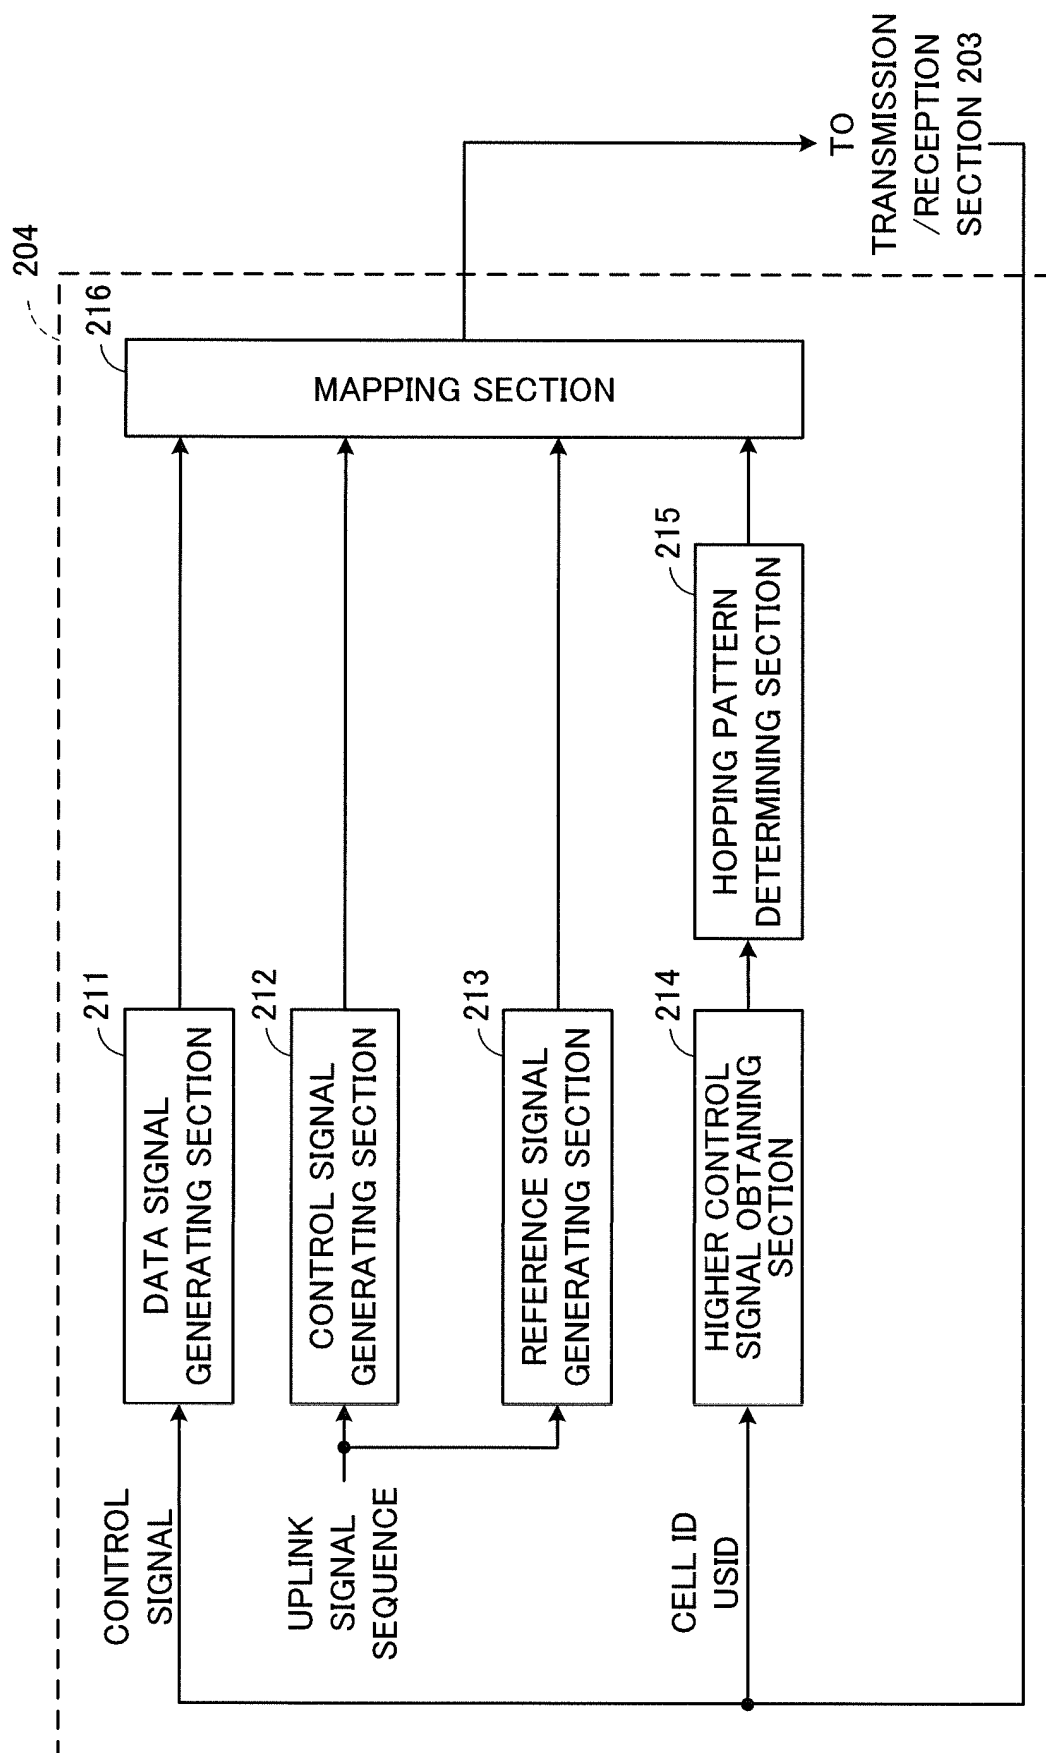 204
216
MAPPING SECTION
TO
TRANSMISSION
/RECEPTION
SECTION 203
211
DATA SIGNAL
GENERATING SECTION
212
CONTROL SIGNAL
GENERATING SECTION
213
REFERENCE SIGNAL
GENERATING SECTION
214
HIGHER CONTROL
SIGNAL OBTAINING
SECTION
215
HOPPING PATTERN
DETERMINING SECTION
CONTROL
SIGNAL
UPLINK
SIGNAL
SEQUENCE
CELL ID
USID